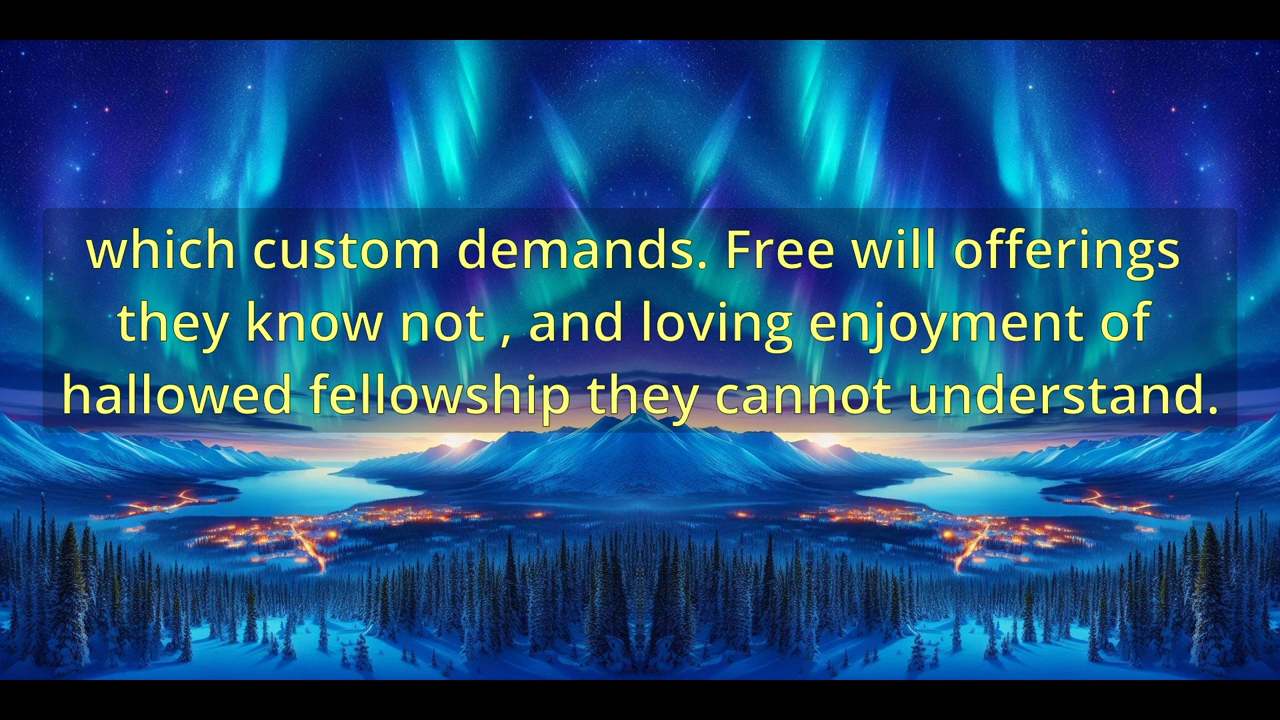 which custom demands. Free will offerings
they know not , and loving enjoyment of
hallowed fellowship they cannot understand.